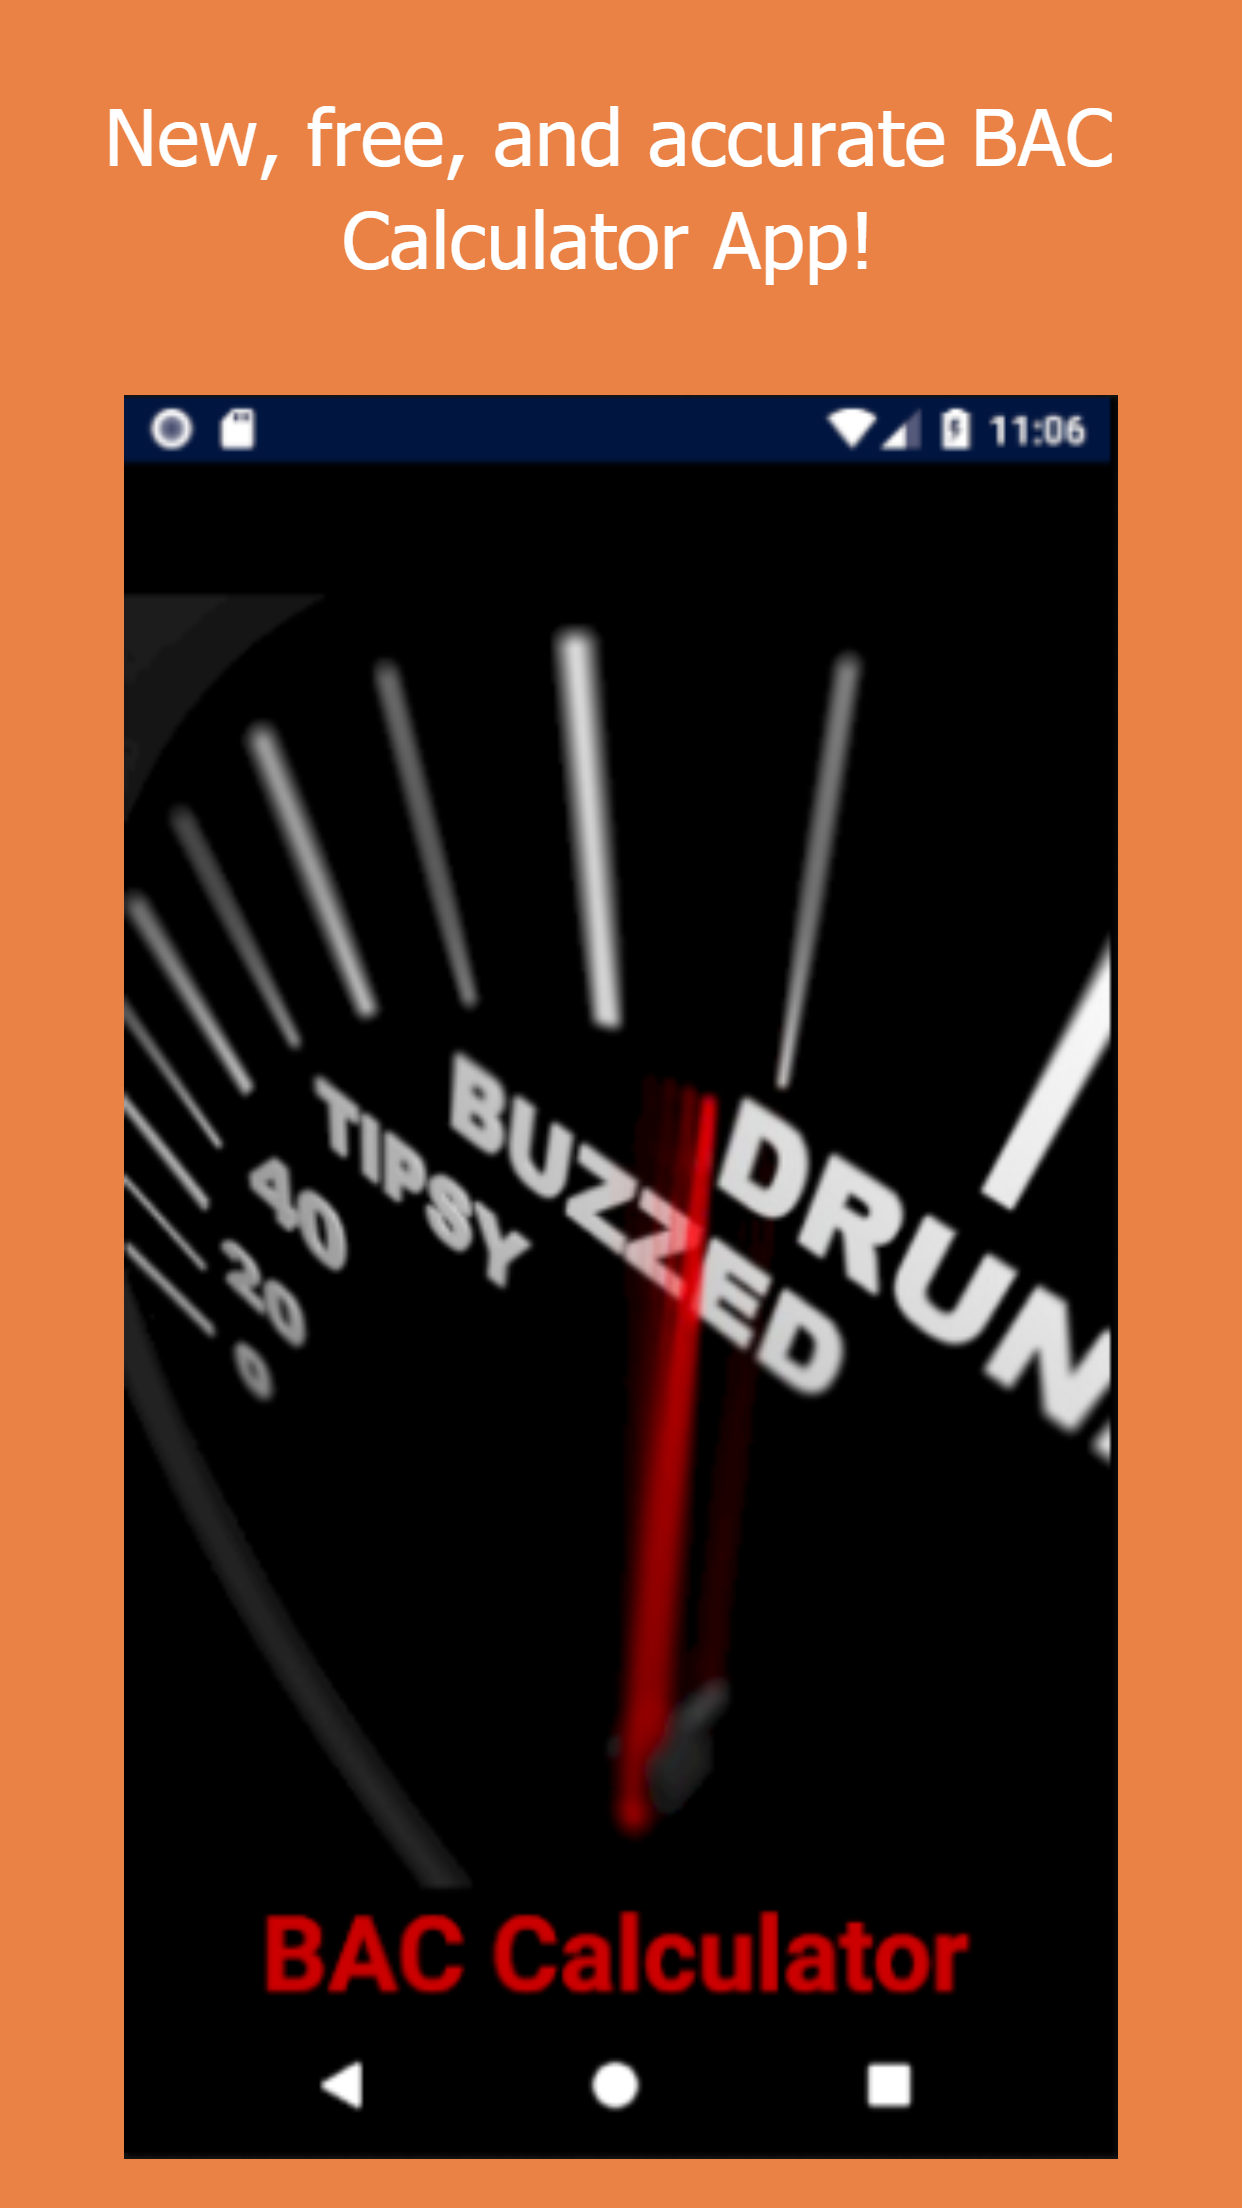 New, free, and accurate BAC
Calculator App!
11:06
BUZZED
DRUN
TIPSY
40
20
0
BAC Calculator